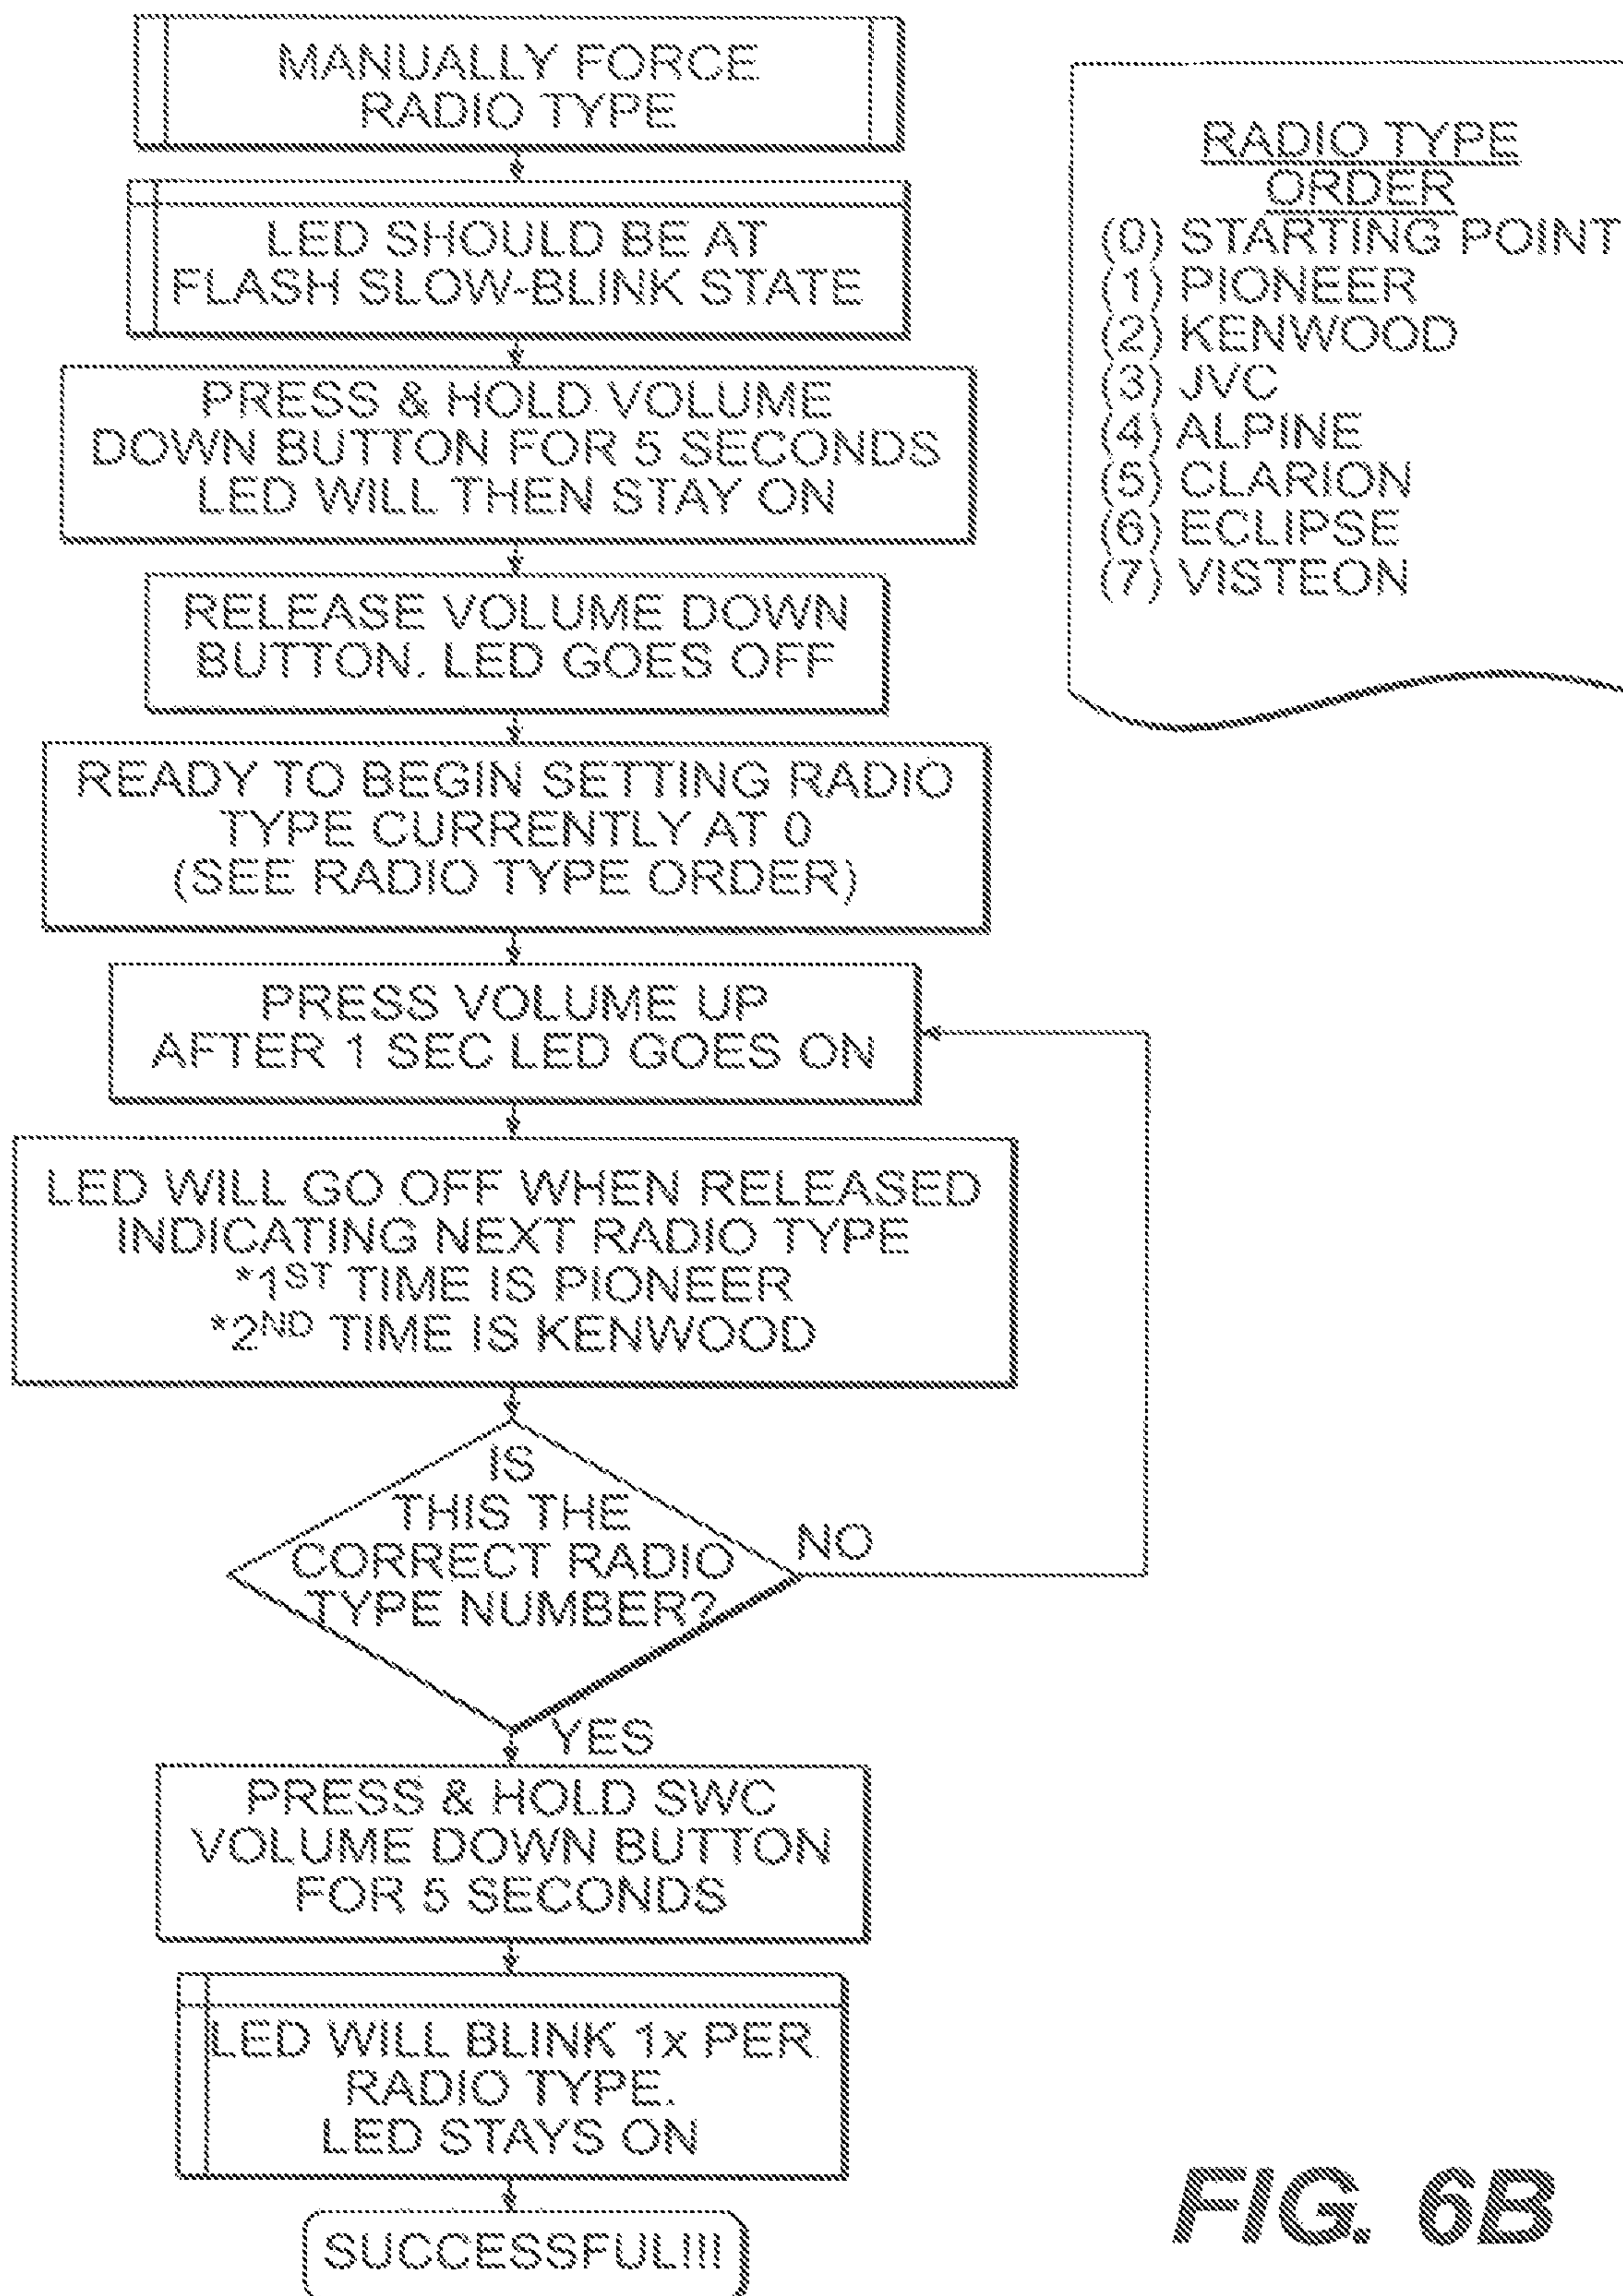 MANUALLY FORCE
RADIO TYPE
LED SHOULD BE AT
FLASH SLOW-BLINK STATE
PRESS & HOLD VOLUME
DOWN BUTTON FOR 5 SECONDS
LED WILL THEN STAY ON
RELEASE VOLUME DOWN
BUTTON. LED GOES OFF
READY TO BEGIN SETTING RADIO
TYPE CURRENTLY AT 0
(SEE RADIO TYPE ORDER)
PRESS VOLUME UP
AFTER 1 SEC LED GOES ON
LED WILL GO OFF WHEN RELEASED
INDICATING NEXT RADIO TYPE
*1ST TIME IS PIONEER
*2ND TIME IS KENWOOD
IS
THIS THE
CORRECT RADIO
TYPE NUMBER?
NO
YES
PRESS & HOLD SWC
VOLUME DOWN BUTTON
FOR 5 SECONDS
LED WILL BLINK 1x PER
RADIO TYPE.
LED STAYS ON
SUCCESSFUL!!!
RADIO TYPE
ORDER
(0) STARTING POINT
(1) PIONEER
(2) KENWOOD
(3) JVC
(4) ALPINE
(5) CLARION
(6) ECLIPSE
(7) VISTEON
FIG. 6B